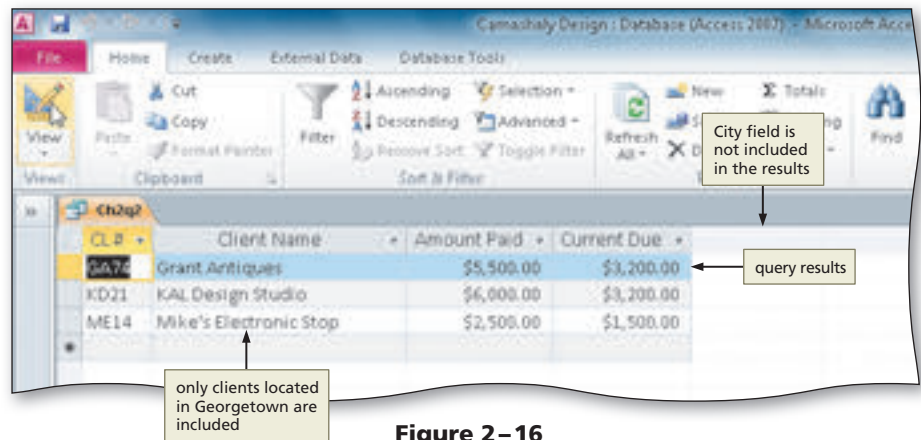 Camashaly Design : Database (Access 2007) - Microsoft Acce
File Home Create External Data Database Tools
View
Paste
Cut
Copy
Format Painter
Filter
Ascending
Descending
Remove Sort
Selection
Advanced
Toggle Filter
Refresh
All
New
Totals
Find
Views Clipboard Sort & Filter
City field is
not included
in the results
Ch2q2
CL # Client Name Amount Paid Current Due
GA74 Grant Antiques $5,500.00 $3,200.00
query results
KD21 KAL Design Studio $6,000.00 $3,200.00
ME14 Mike's Electronic Stop $2,500.00 $1,500.00
only clients located
in Georgetown are
included
Figure 2–16